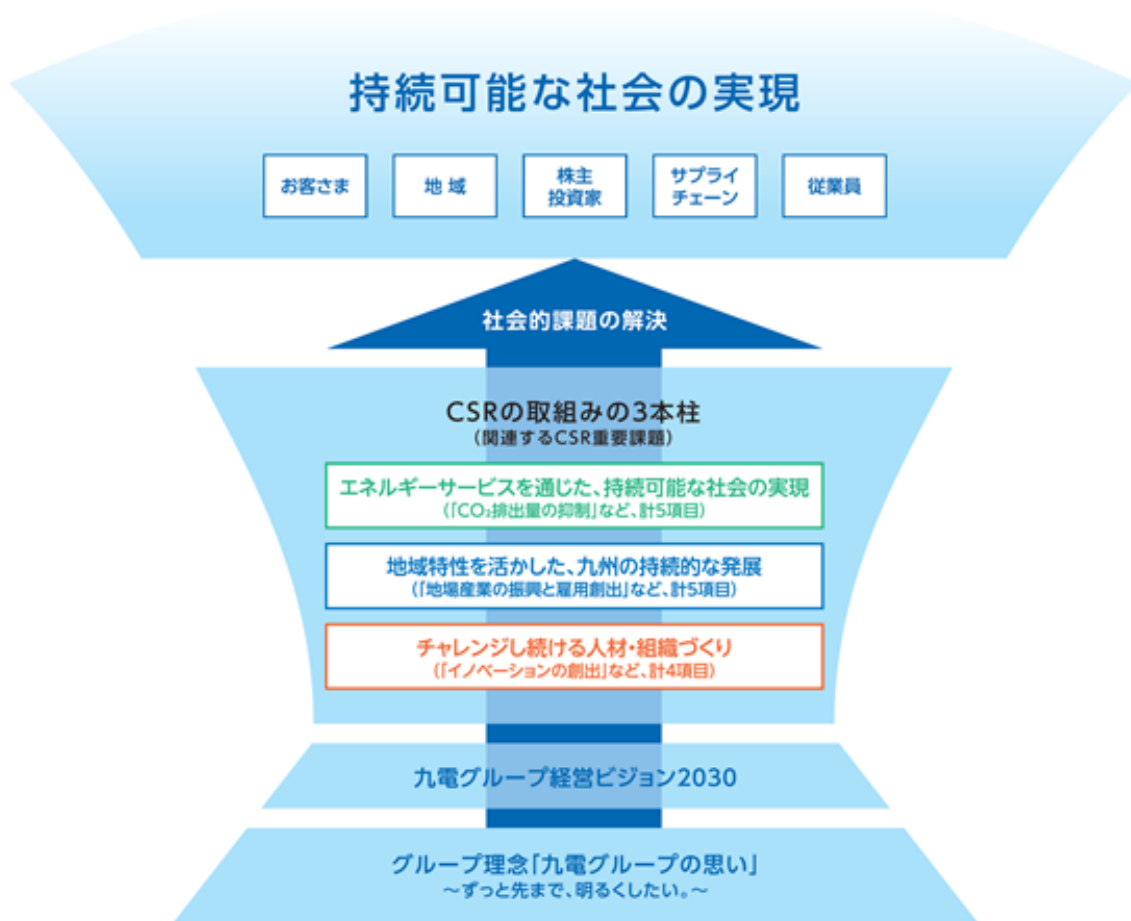 持続可能な社会の実現
お客さま
地域
株主
投資家
サプライ
チェーン
従業員
社会的課題の解決
CSRの取組みの3本柱
(関連するCSR重要課題)
エネルギーサービスを通じた、持続可能な社会の実現
(「CO₂排出量の抑制」など、計5項目)
地域特性を活かした、九州の持続的な発展
(「地場産業の振興と雇用創出」など、計5項目)
チャレンジし続ける人材・組織づくり
(「イノベーションの創出」など、計4項目)
九電グループ経営ビジョン2030
グループ理念「九電グループの思い」
～ずっと先まで、明るくしたい。～